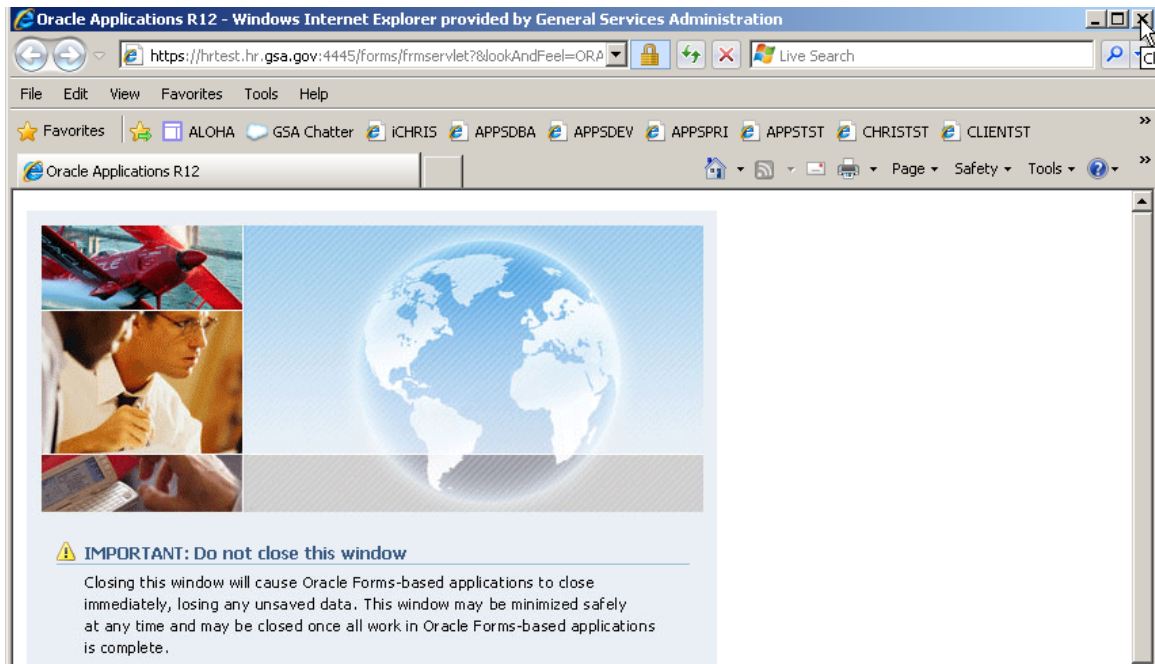 Oracle Applications R12 - Windows Internet Explorer provided by General Services Administration
https://hrtest.hr.gsa.gov:4445/forms/frmservlet?&lookAndFeel=ORA
Live Search
File Edit View Favorites Tools Help
Favorites ALOHA GSA Chatter iCHRIS APPSDBA APPSDEV APPSPRI APPSTST CHRISTST CLIENTST
Oracle Applications R12
Page Safety Tools
IMPORTANT: Do not close this window
Closing this window will cause Oracle Forms-based applications to close
immediately, losing any unsaved data. This window may be minimized safely
at any time and may be closed once all work in Oracle Forms-based applications
is complete.